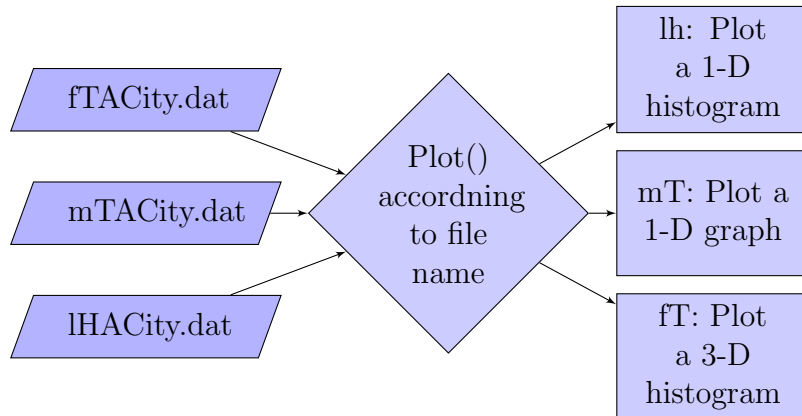 fTACity.dat
mTACity.dat
lHACity.dat
Plot()
accordning
to file
name
lh: Plot
a 1-D
histogram
mT: Plot a
1-D graph
fT: Plot
a 3-D
histogram